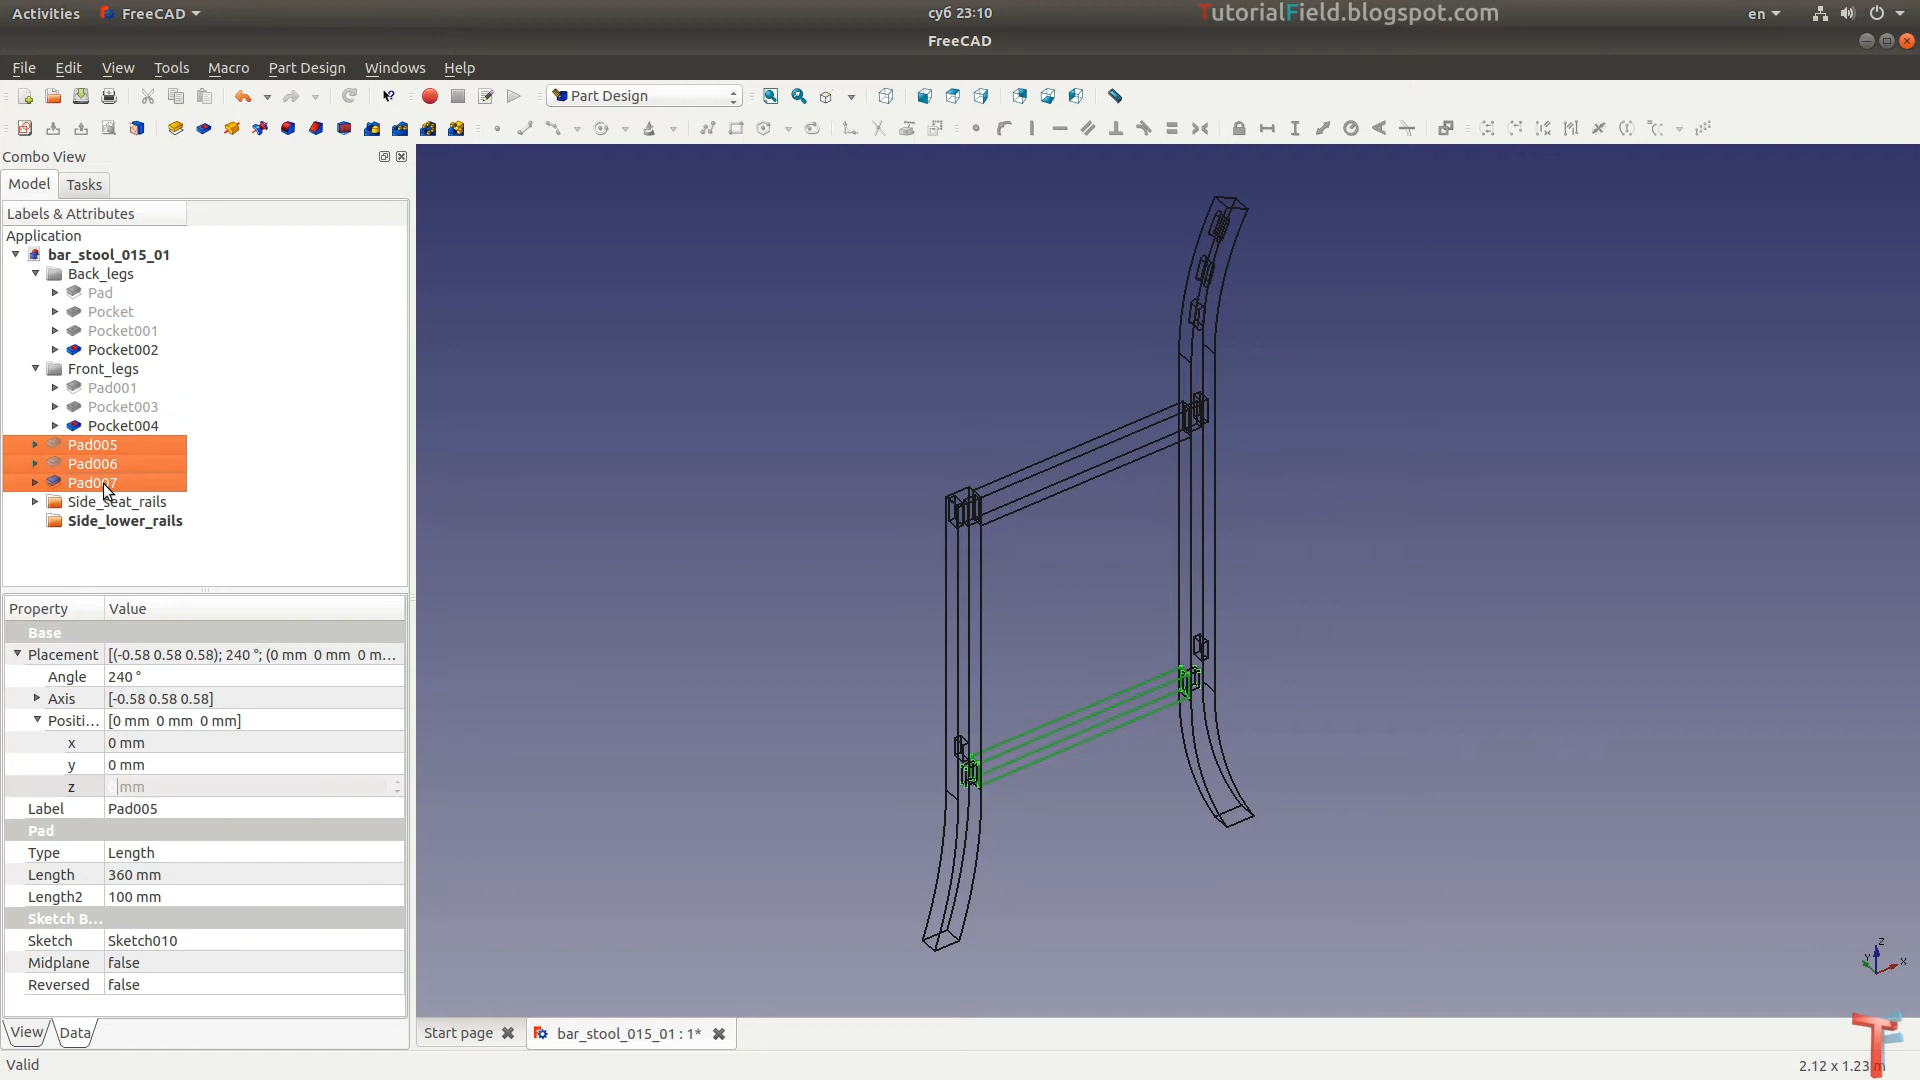 Activities FreeCAD суб 23:10 TutorialField.blogspot.com en
FreeCAD
File Edit View Tools Macro Part Design Windows Help
Part Design
Combo View
Model Tasks
Labels & Attributes
Application
bar_stool_015_01
Back_legs
Pad
Pocket
Pocket001
Pocket002
Front_legs
Pad001
Pocket003
Pocket004
Pad005
Pad006
Pad007
Side_seat_rails
Side_lower_rails
Property Value
Base
Placement [(-0.58 0.58 0.58); 240 °; (0 mm 0 mm 0 m...
Angle 240 °
Axis [-0.58 0.58 0.58]
Positi... [0 mm 0 mm 0 mm]
x 0 mm
y 0 mm
z mm
Label Pad005
Pad
Type Length
Length 360 mm
Length2 100 mm
Sketch B...
Sketch Sketch010
Midplane false
Reversed false
Z
Y X
View Data
Start page bar_stool_015_01 : 1*
Valid 2.12 x 1.23